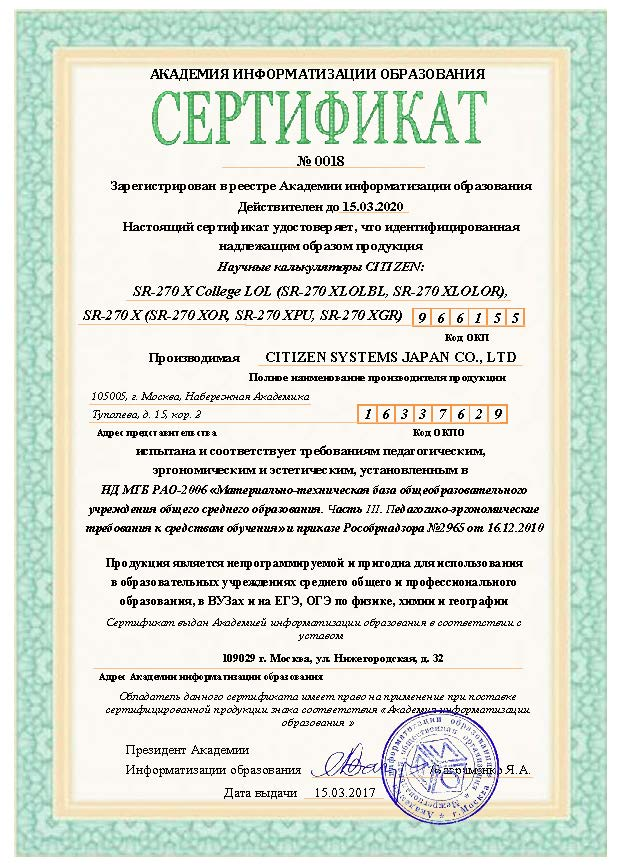 АКАДЕМИЯ ИНФОРМАТИЗАЦИИ ОБРАЗОВАНИЯ
СЕРТИФИКАТ
№ 0018
Зарегистрирован в реестре Академии информатизации образования
Действителен до 15.03.2020
Настоящий сертификат удостоверяет, что идентифицированная
надлежащим образом продукция
Научные калькуляторы CITIZEN:
SR-270 X College LOL (SR-270 XLOLBL, SR-270 XLOLOR),
SR-270 X (SR-270 XOR, SR-270 XPU, SR-270 XGR) 9 6 6 1 5 5
Код ОКП
Производимая CITIZEN SYSTEMS JAPAN CO., LTD
Полное наименование производителя продукции
105005, г. Москва, Набережная Академика
Туполева, д. 15, кор. 2 1 6 3 3 7 6 2 9
Адрес представительства Код ОКПО
испытана и соответствует требованиям педагогическим,
эргономическим и эстетическим, установленным в
НД МГБ РАО-2006 «Материально-техническая база общеобразовательного
учреждения общего среднего образования. Часть III. Педагогико-эргономические
требования к средствам обучения» и приказе Рособрнадзора №2965 от 16.12.2010
Продукция является непрограммируемой и пригодна для использования
в образовательных учреждениях среднего общего и профессионального
образования, в ВУЗах и на ЕГЭ, ОГЭ по физике, химии и географии
Сертификат выдан Академией информатизации образования в соответствии с
уставом
109029 г. Москва, ул. Нижегородская, д. 32
Адрес Академии информатизации образования
Обладатель данного сертификата имеет право на применение при поставке
сертифицированной продукции знака соответствия «Академия информатизации
образования »
Президент Академии
Информатизации образования Ваграменко Я.А.
Дата выдачи 15.03.2017